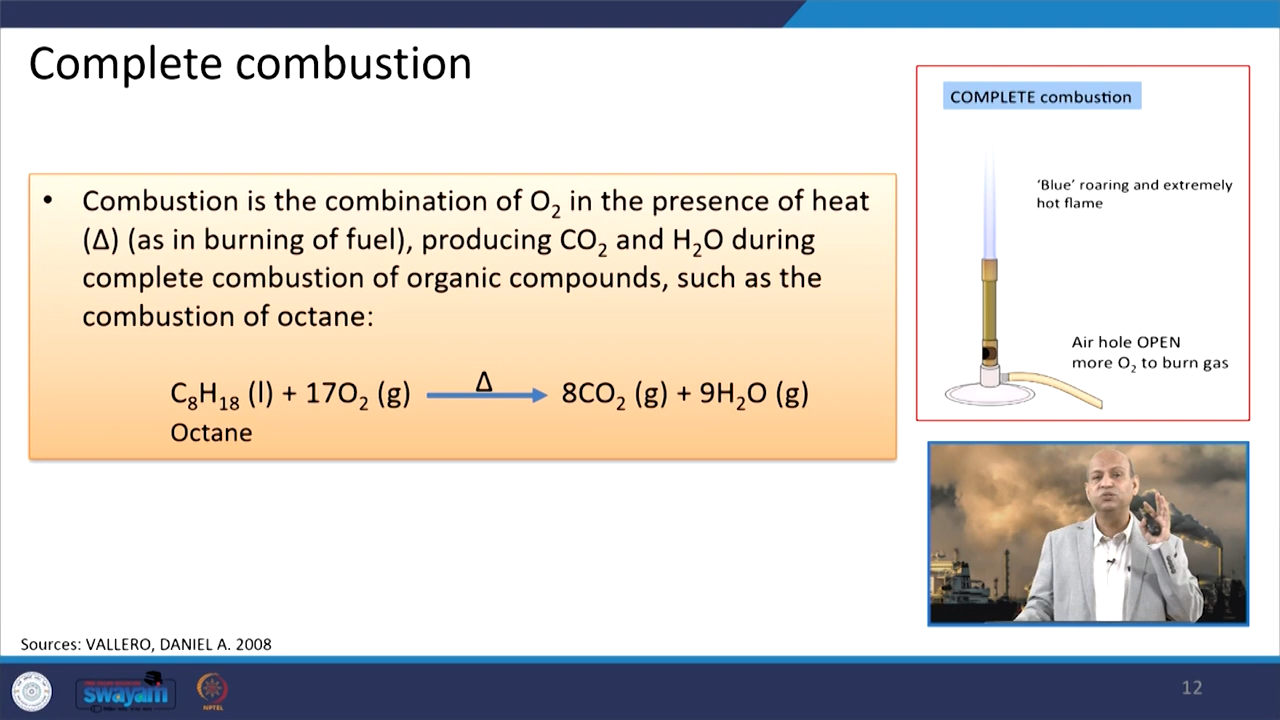 Complete combustion
• Combustion is the combination of O₂ in the presence of heat
(Δ) (as in burning of fuel), producing CO₂ and H₂O during
complete combustion of organic compounds, such as the
combustion of octane:
C₈H₁₈ (l) + 17O₂ (g) Δ → 8CO₂ (g) + 9H₂O (g)
Octane
COMPLETE combustion
‘Blue’ roaring and extremely
hot flame
Air hole OPEN
more O₂ to burn gas
Sources: VALLERO, DANIEL A. 2008
swayam
NPTEL
12